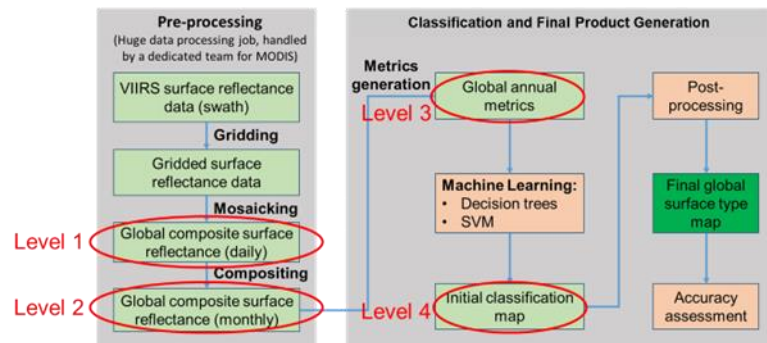 Pre-processing
(Huge data processing job, handled
by a dedicated team for MODIS)
VIIRS surface reflectance
data (swath)
Gridding
Gridded surface
reflectance data
Mosaicking
Level 1
Global composite surface
reflectance (daily)
Compositing
Level 2
Global composite surface
reflectance (monthly)
Classification and Final Product Generation
Metrics
generation
Level 3
Global annual
metrics
Machine Learning:
• Decision trees
• SVM
Level 4
Initial classification
map
Post-
processing
Final global
surface type
map
Accuracy
assessment